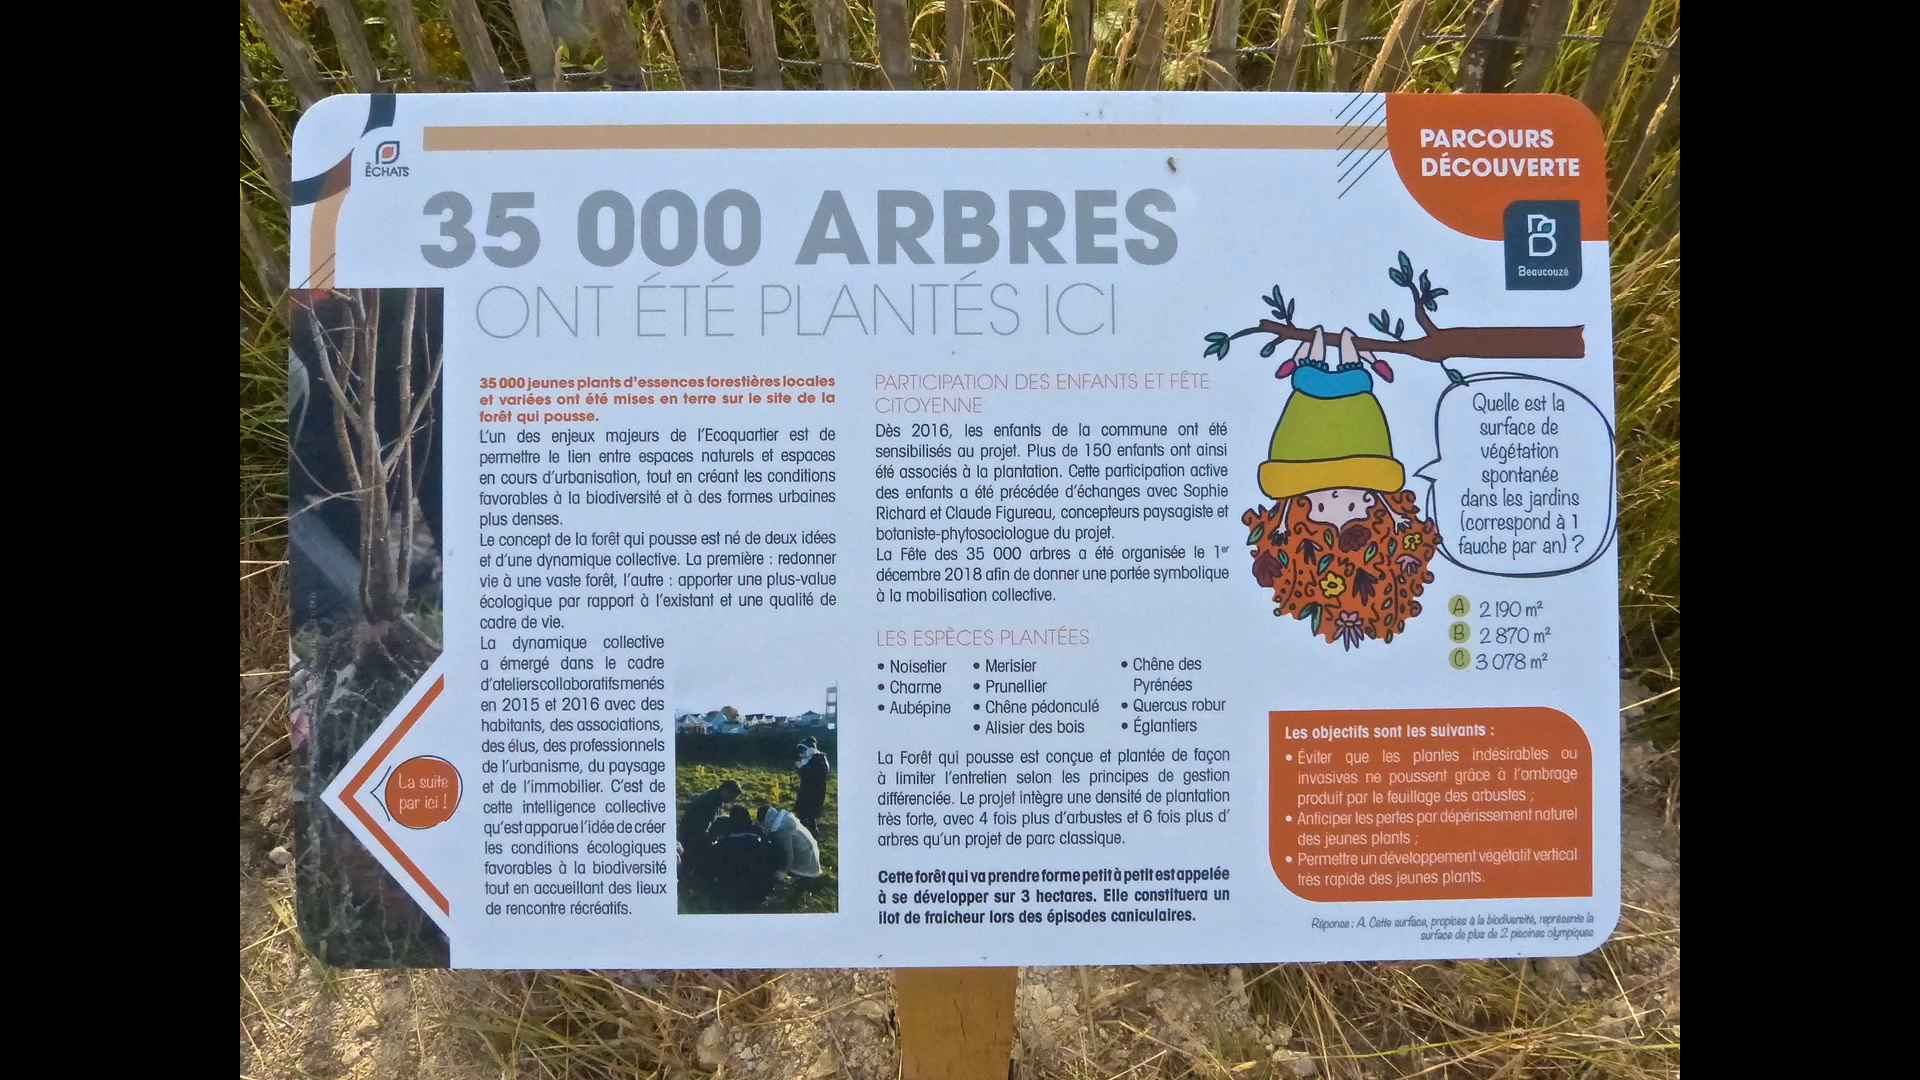 ÉCHATS
PARCOURS
DÉCOUVERTE
Beaucouzé
35 000 ARBRES
ONT ÉTÉ PLANTÉS ICI
35 000 jeunes plants d'essences forestières locales
et variées ont été mises en terre sur le site de la
forêt qui pousse.
L'un des enjeux majeurs de l'Ecoquartier est de
permettre le lien entre espaces naturels et espaces
en cours d'urbanisation, tout en créant les conditions
favorables à la biodiversité et à des formes urbaines
plus denses.
Le concept de la forêt qui pousse est né de deux idées
et d'une dynamique collective. La première : redonner
vie à une vaste forêt, l'autre : apporter une plus-value
écologique par rapport à l'existant et une qualité de
cadre de vie.
La dynamique collective
a émergé dans le cadre
d'ateliers collaboratifs menés
en 2015 et 2016 avec des
habitants, des associations,
des élus, des professionnels
de l'urbanisme, du paysage
et de l'immobilier. C'est de
cette intelligence collective
qu'est apparue l'idée de créer
les conditions écologiques
favorables à la biodiversité
tout en accueillant des lieux
de rencontre récréatifs.
La suite
par ici !
PARTICIPATION DES ENFANTS ET FÊTE
CITOYENNE
Dès 2016, les enfants de la commune ont été
sensibilisés au projet. Plus de 150 enfants ont ainsi
été associés à la plantation. Cette participation active
des enfants a été précédée d'échanges avec Sophie
Richard et Claude Figureau, concepteurs paysagiste et
botaniste-phytosociologue du projet.
La Fête des 35 000 arbres a été organisée le 1er
décembre 2018 afin de donner une portée symbolique
à la mobilisation collective.
LES ESPÈCES PLANTÉES
• Noisetier
• Charme
• Aubépine
• Merisier
• Prunellier
• Chêne pédonculé
• Alisier des bois
• Chêne des
Pyrénées
• Quercus robur
• Églantiers
La Forêt qui pousse est conçue et plantée de façon
à limiter l'entretien selon les principes de gestion
différenciée. Le projet intègre une densité de plantation
très forte, avec 4 fois plus d'arbustes et 6 fois plus d'
arbres qu'un projet de parc classique.
Cette forêt qui va prendre forme petit à petit est appelée
à se développer sur 3 hectares. Elle constituera un
ilot de fraicheur lors des épisodes caniculaires.
Quelle est la
surface de
végétation
spontanée
dans les jardins
(correspond à 1
fauche par an) ?
A 2 190 m²
B 2 870 m²
C 3 078 m²
Les objectifs sont les suivants :
• Éviter que les plantes indésirables ou
invasives ne poussent grâce à l'ombrage
produit par le feuillage des arbustes ;
• Anticiper les pertes par dépérissement naturel
des jeunes plants ;
• Permettre un développement végétatif vertical
très rapide des jeunes plants.
Réponse : A. Cette surface, propices à la biodiversité, représente la
surface de plus de 2 piscines olympiques